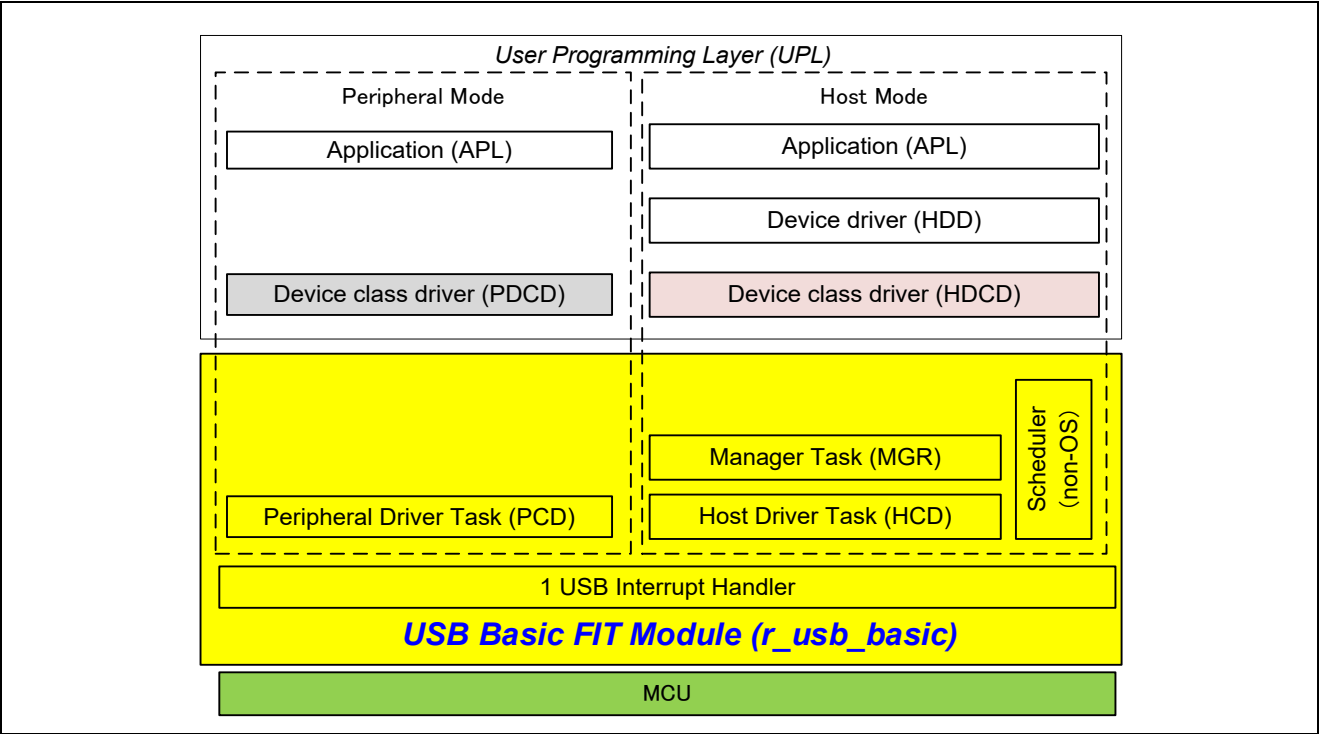 User Programming Layer (UPL)
Peripheral Mode
Host Mode
Application (APL)
Application (APL)
Device driver (HDD)
Device class driver (PDCD)
Device class driver (HDCD)
Scheduler
(non-OS)
Manager Task (MGR)
Peripheral Driver Task (PCD)
Host Driver Task (HCD)
1 USB Interrupt Handler
USB Basic FIT Module (r_usb_basic)
MCU